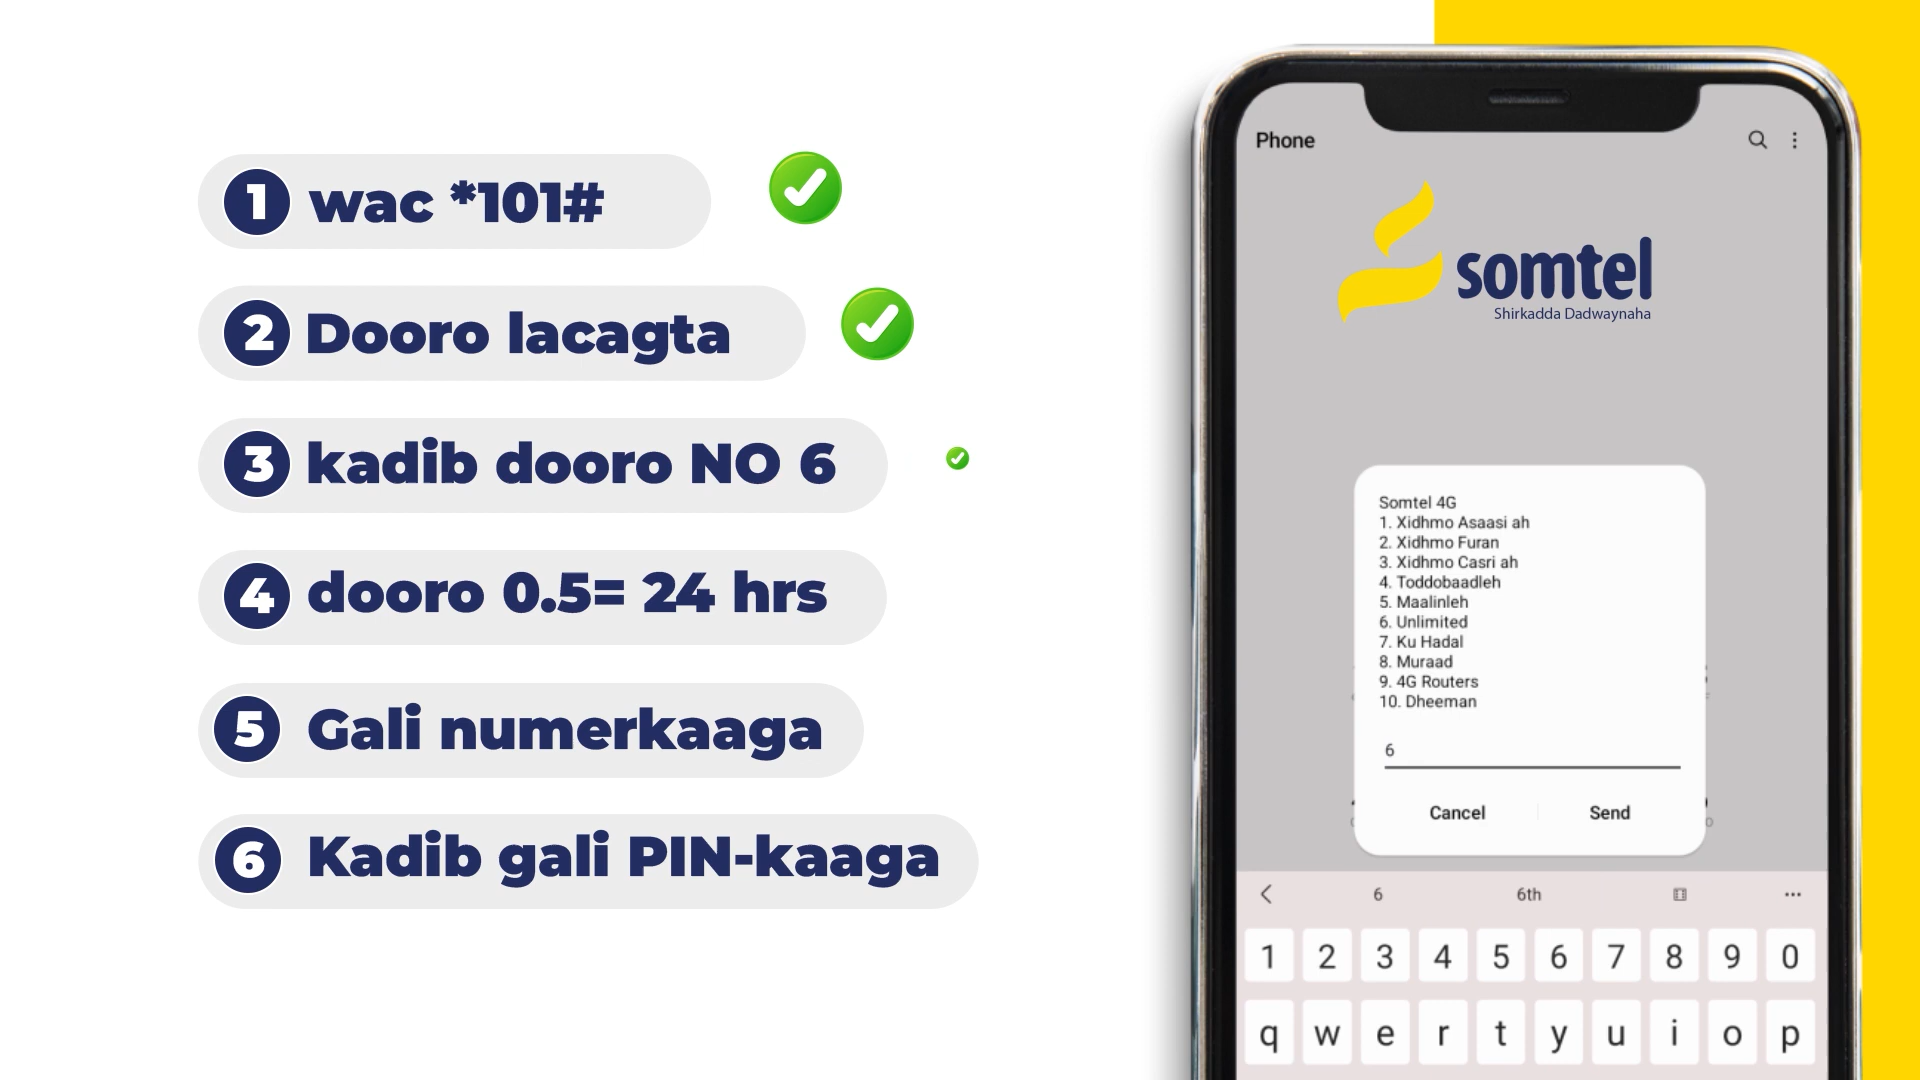 1 wac *101#
2 Dooro lacagta
3 kadib dooro NO 6
4 dooro 0.5= 24 hrs
5 Gali numerkaaga
6 Kadib gali PIN-kaaga
Phone
somtel
Shirkadda Dadwaynaha
Somtel 4G
1. Xidhmo Asaasi ah
2. Xidhmo Furan
3. Xidhmo Casri ah
4. Toddobaadleh
5. Maalinleh
6. Unlimited
7. Ku Hadal
8. Muraad
9. 4G Routers
10. Dheeman
6
Cancel Send
6 6th
1 2 3 4 5 6 7 8 9 0
q w e r t y u i o p